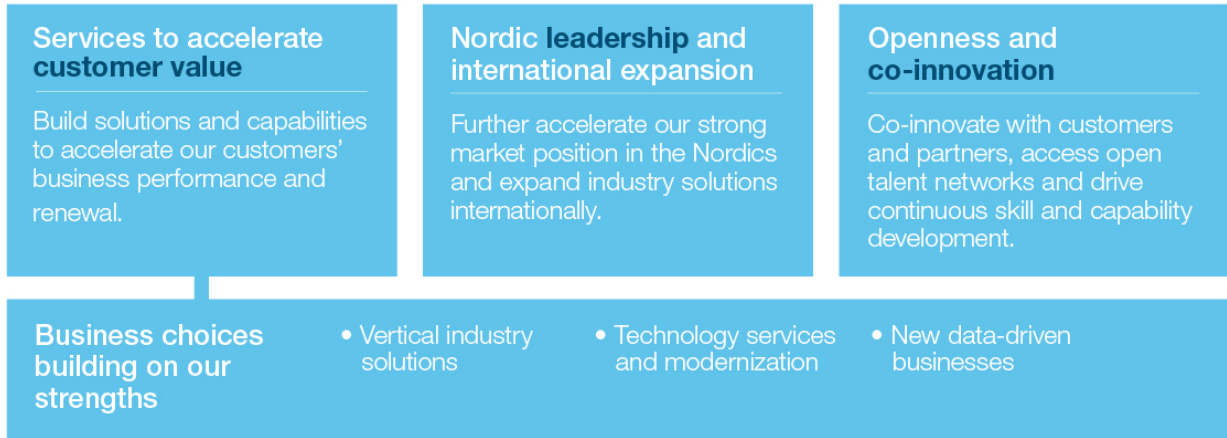 Services to accelerate
customer value
Build solutions and capabilities
to accelerate our customers’
business performance and
renewal.
Nordic leadership and
international expansion
Further accelerate our strong
market position in the Nordics
and expand industry solutions
internationally.
Openness and
co-innovation
Co-innovate with customers
and partners, access open
talent networks and drive
continuous skill and capability
development.
Business choices
building on our
strengths
• Vertical industry
solutions
• Technology services
and modernization
• New data-driven
businesses